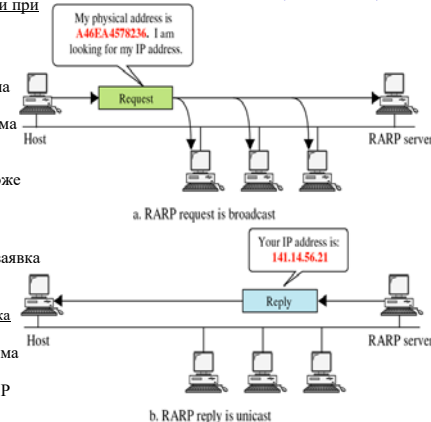 и при
My physical address is
A46EA4578236. I am
looking for my IP address.
на
Request
ма
Host
RARP server
оже
a. RARP request is broadcast
Your IP address is:
141.14.56.21
заявка
Reply
ка
Host
RARP server
ма
Р
b. RARP reply is unicast